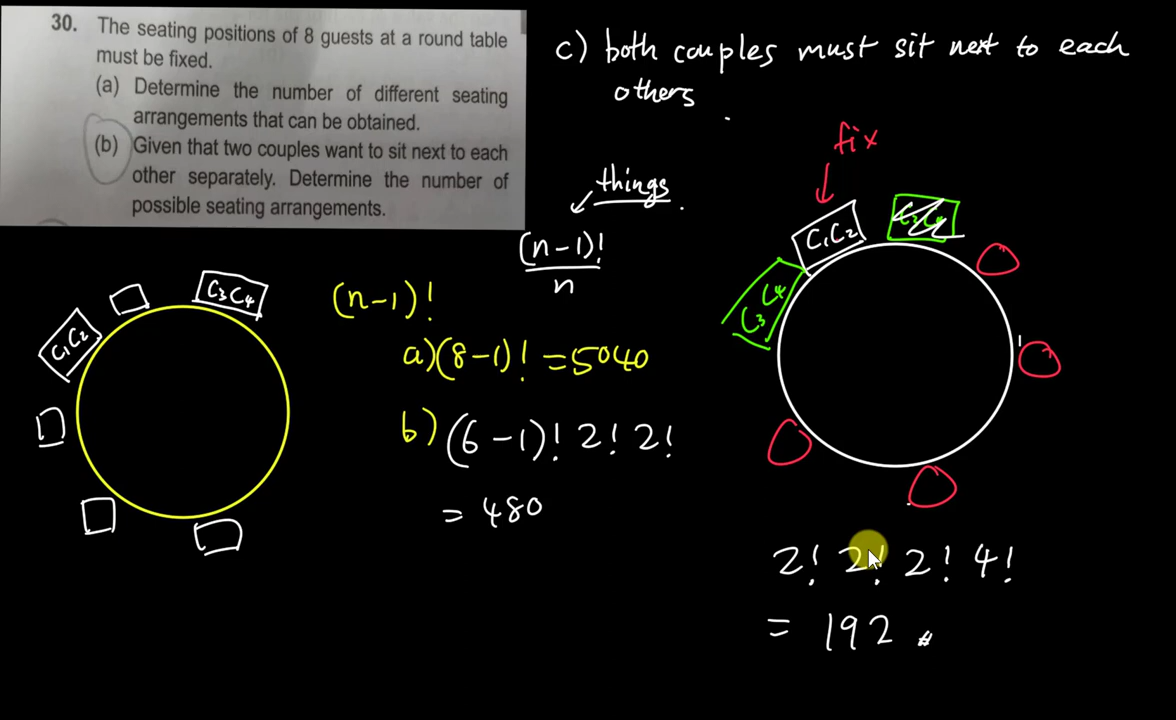 30. The seating positions of 8 guests at a round table
must be fixed.
(a) Determine the number of different seating
arrangements that can be obtained.
(b) Given that two couples want to sit next to each
other separately. Determine the number of
possible seating arrangements.
c) both couples must sit next to each
others.
things
(n-1)!
n
(n-1)!
a) (8-1)! = 5040
b) (6-1)! 2! 2!
= 480
C₃C₄
C₁C₂
fix
C₁C₂
C₃C₄
C₃C₄
2! 2! 2! 4!
= 192 #